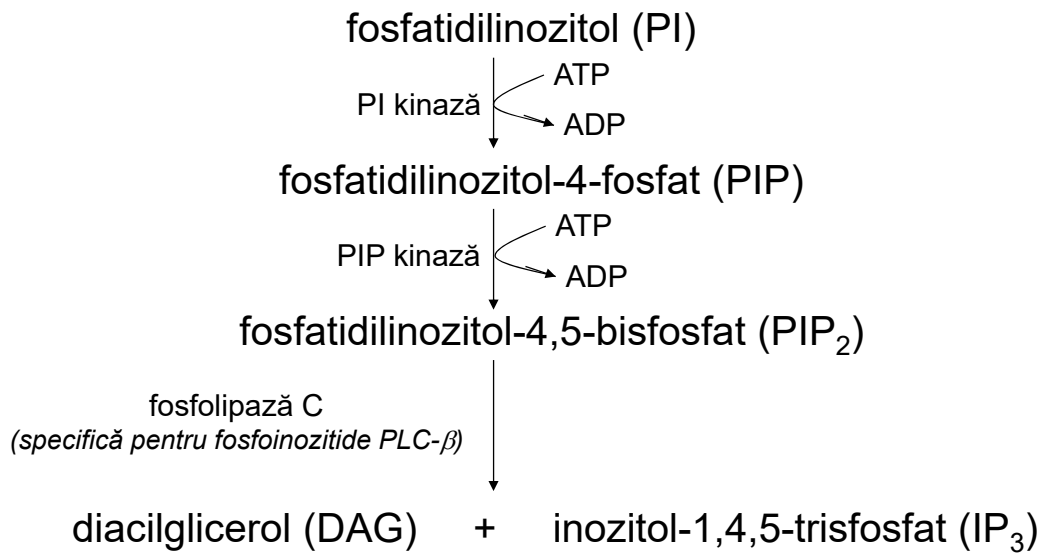 fosfatidilinozitol (PI)
ATP
PI kinază
ADP
fosfatidilinozitol-4-fosfat (PIP)
ATP
PIP kinază
ADP
fosfatidilinozitol-4,5-bisfosfat (PIP₂)
fosfolipază C
(specifică pentru fosfoinozitide PLC-β)
diacilglicerol (DAG) + inozitol-1,4,5-trisfosfat (IP₃)